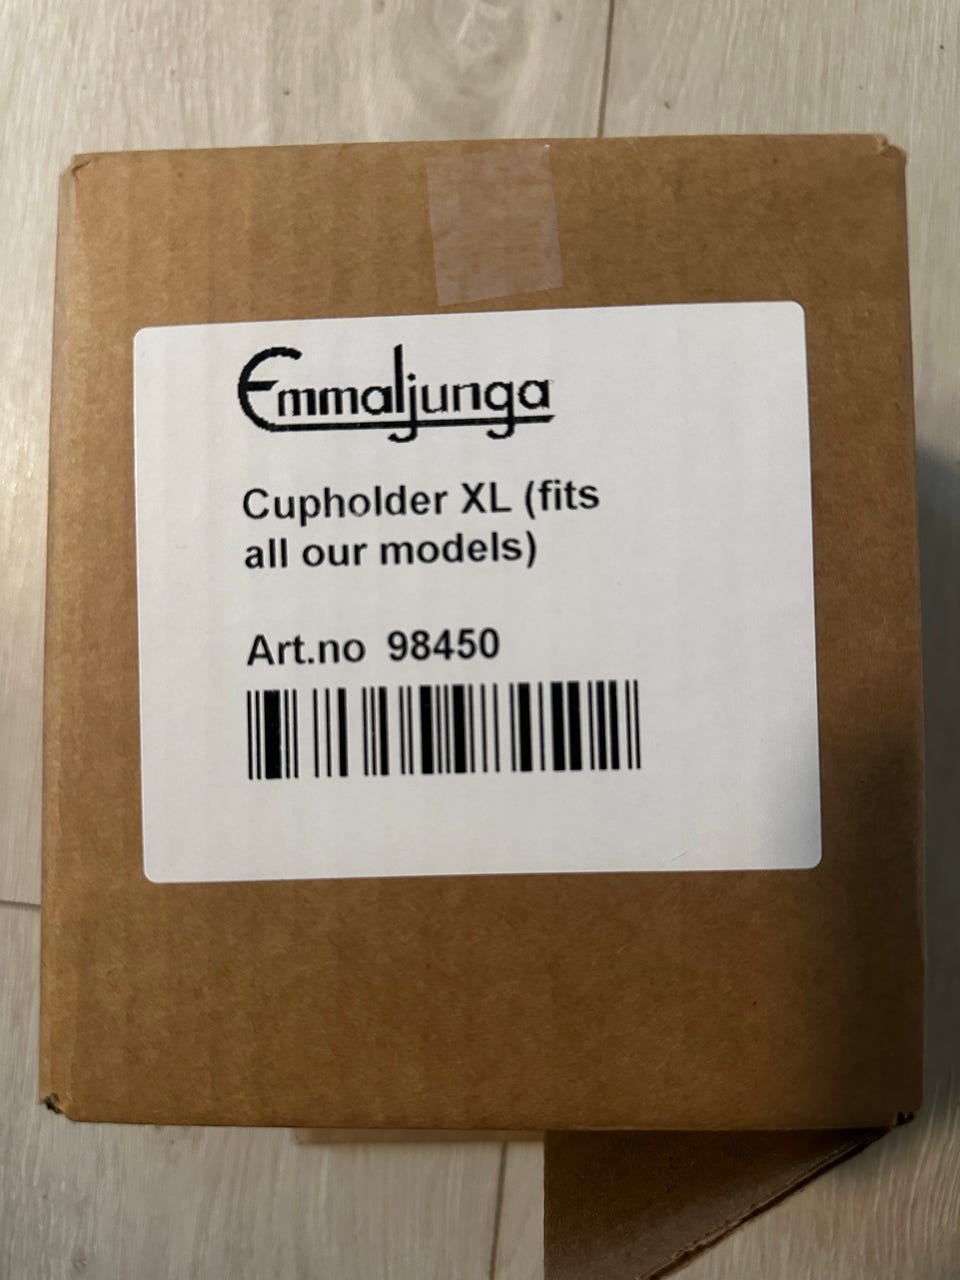 Emmaljunga
Cupholder XL (fits
all our models)
Art.no 98450